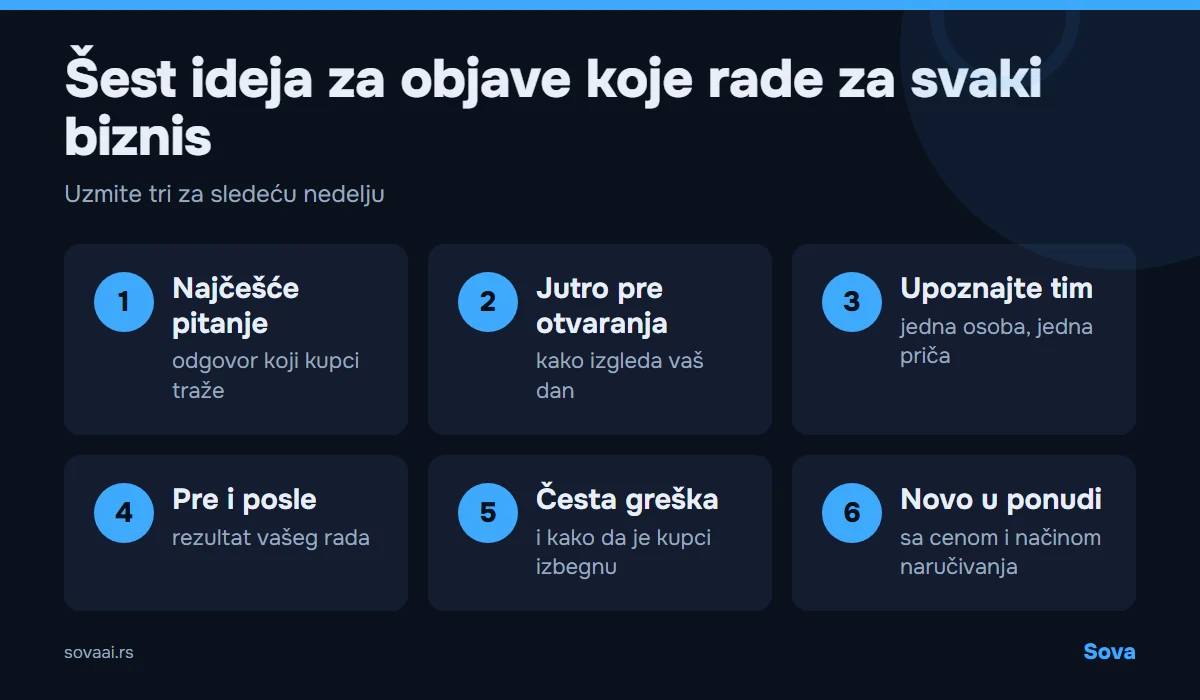 Šest ideja za objave koje rade za svaki
biznis
Uzmite tri za sledeću nedelju
1
Najčešće
pitanje
odgovor koji kupci
traže
2
Jutro pre
otvaranja
kako izgleda vaš
dan
3
Upoznajte tim
jedna osoba, jedna
priča
4
Pre i posle
rezultat vašeg rada
5
Česta greška
i kako da je kupci
izbegnu
6
Novo u ponudi
sa cenom i načinom
naručivanja
sovaai.rs
Sova